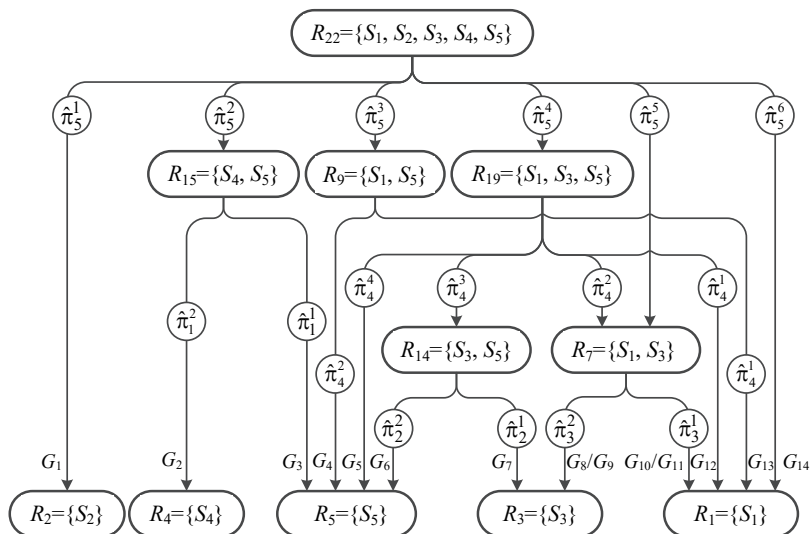 R₂₂={S₁, S₂, S₃, S₄, S₅}
π̂₅¹ π̂₅² π̂₅³ π̂₅⁴ π̂₅⁵ π̂₅⁶
R₁₅={S₄, S₅} R₉={S₁, S₅} R₁₉={S₁, S₃, S₅}
π̂₄⁴ π̂₄³ π̂₄² π̂₄¹
π̂₁² π̂₁¹
R₁₄={S₃, S₅} R₇={S₁, S₃}
π̂₄² π̂₄¹
π̂₂² π̂₂¹ π̂₃² π̂₃¹
G₁ G₂ G₃ G₄ G₅ G₆ G₇ G₈/G₉ G₁₀/G₁₁ G₁₂ G₁₃ G₁₄
R₂={S₂} R₄={S₄} R₅={S₅} R₃={S₃} R₁={S₁}